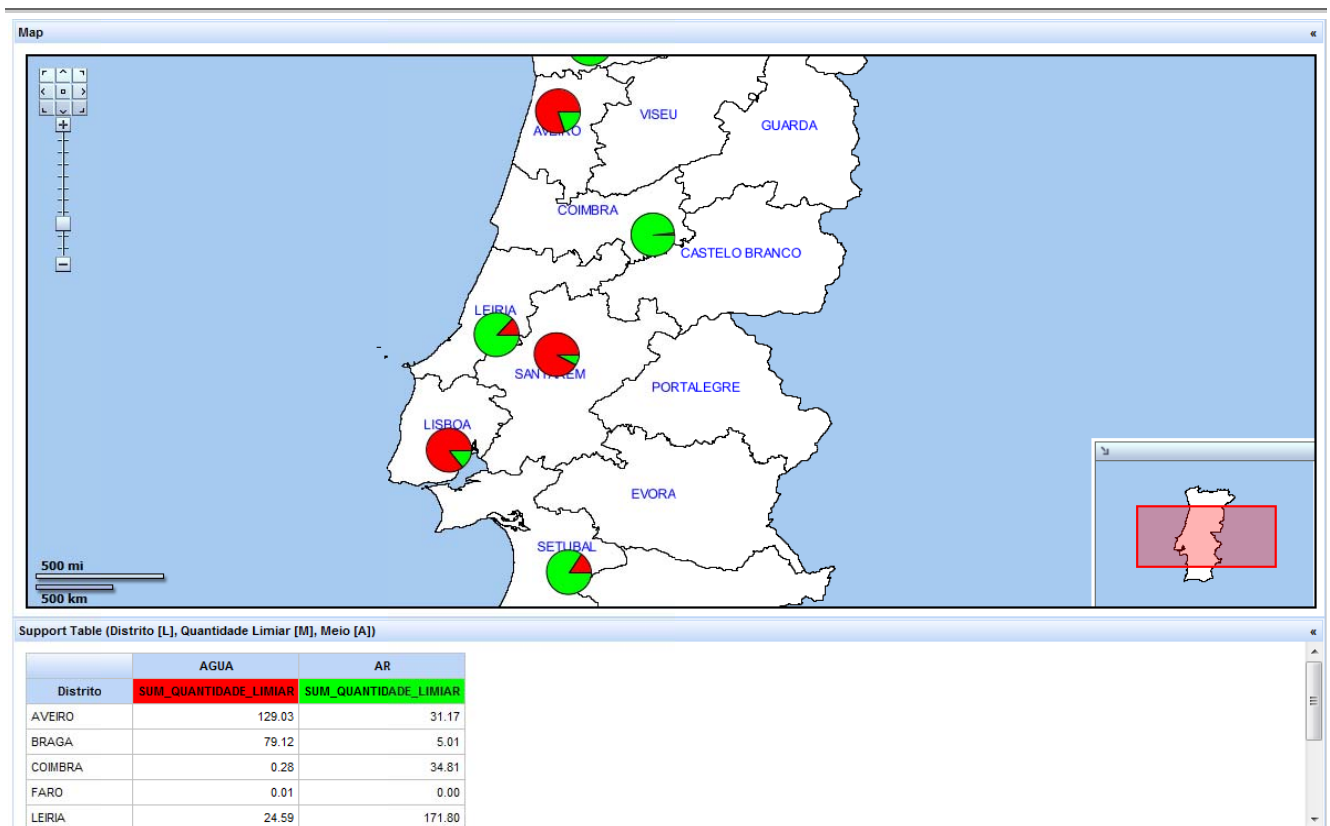 Map
VISEU
GUARDA
AVEIRO
COIMBRA
CASTELO BRANCO
LEIRIA
SANTAREM
PORTALEGRE
LISBOA
EVORA
SETUBAL
500 mi
500 km
Support Table (Distrito [L], Quantidade Limiar [M], Meio [A])
AGUA AR
Distrito SUM_QUANTIDADE_LIMIAR SUM_QUANTIDADE_LIMIAR
AVEIRO 129.03 31.17
BRAGA 79.12 5.01
COIMBRA 0.28 34.81
FARO 0.01 0.00
LEIRIA 24.59 171.80